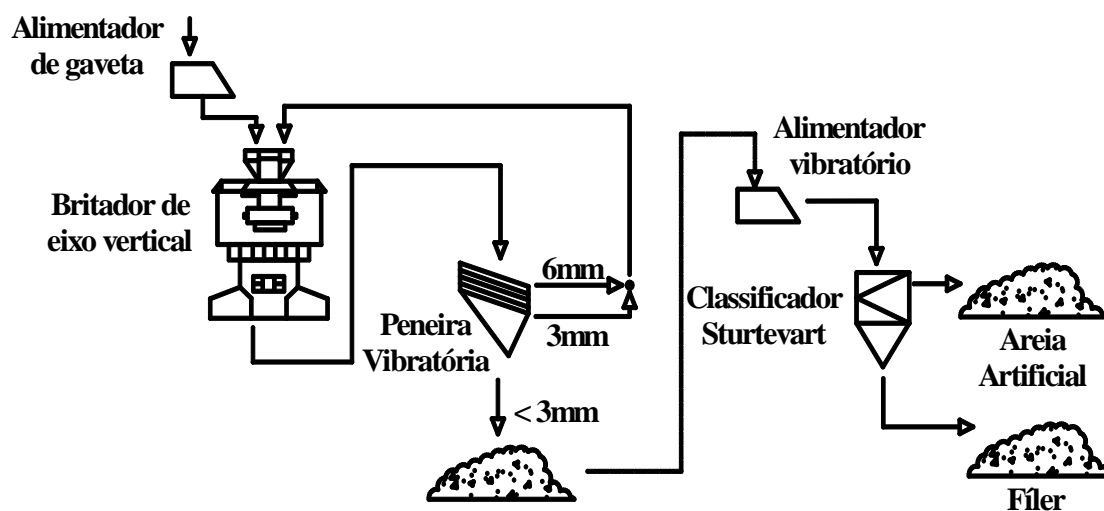 Alimentador
de gaveta
Britador de
eixo vertical
6mm
3mm
Peneira
Vibratória
< 3mm
Alimentador
vibratório
Classificador
Sturtevart
Areia
Artificial
Fíler